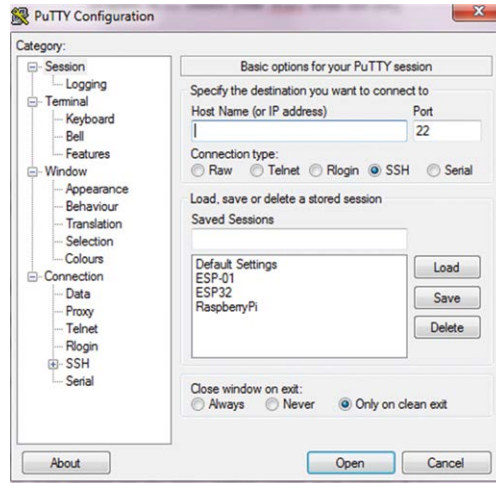 PuTTY Configuration
Category:
Session
Logging
Terminal
Keyboard
Bell
Features
Window
Appearance
Behaviour
Translation
Selection
Colours
Connection
Data
Proxy
Telnet
Rlogin
SSH
Serial
Basic options for your PuTTY session
Specify the destination you want to connect to
Host Name (or IP address) Port
22
Connection type:
Raw Telnet Rlogin SSH Serial
Load, save or delete a stored session
Saved Sessions
Default Settings
ESP-01
ESP32
RaspberryPi
Load
Save
Delete
Close window on exit:
Always Never Only on clean exit
About Open Cancel